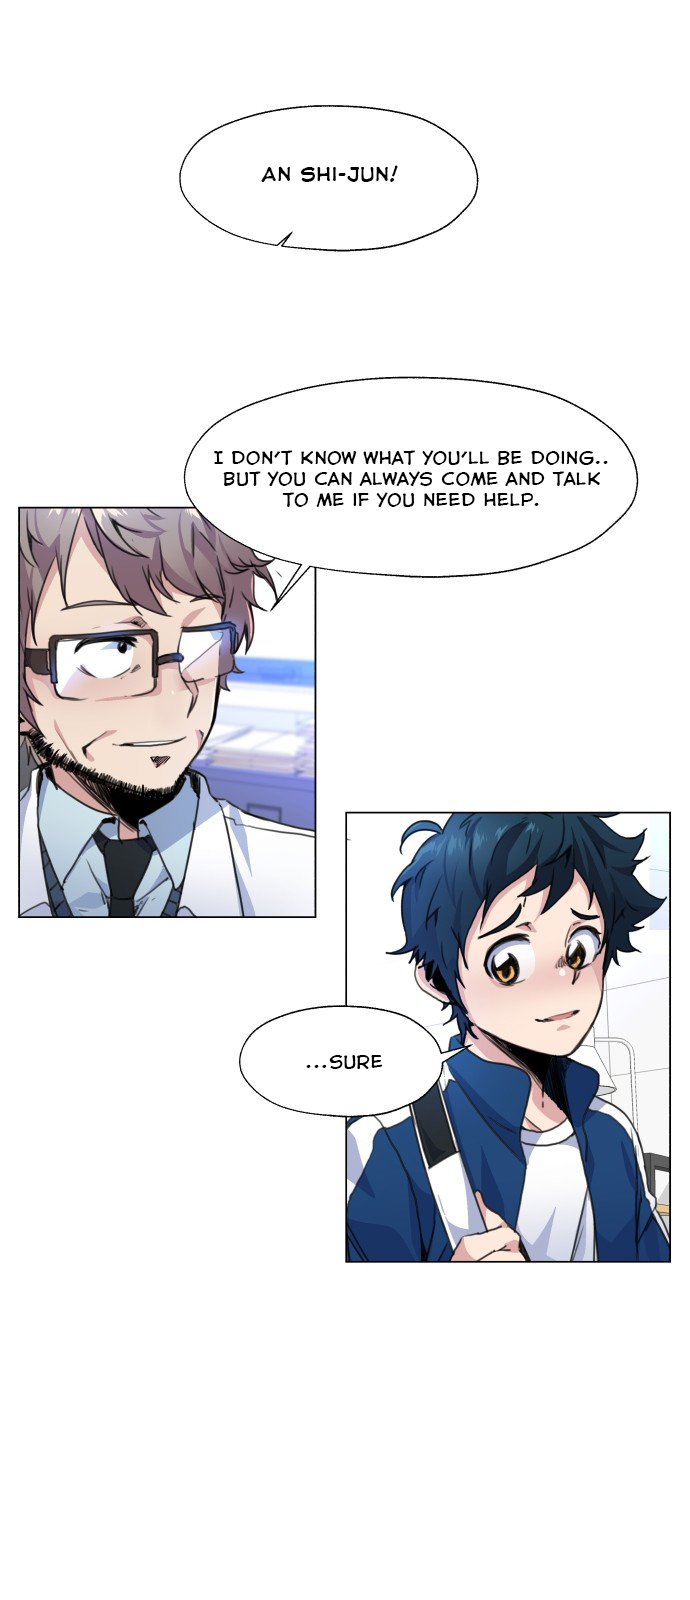 AN SHI-JUN!
I DON'T KNOW WHAT YOU'LL BE DOING..
BUT YOU CAN ALWAYS COME AND TALK
TO ME IF YOU NEED HELP.
...SURE